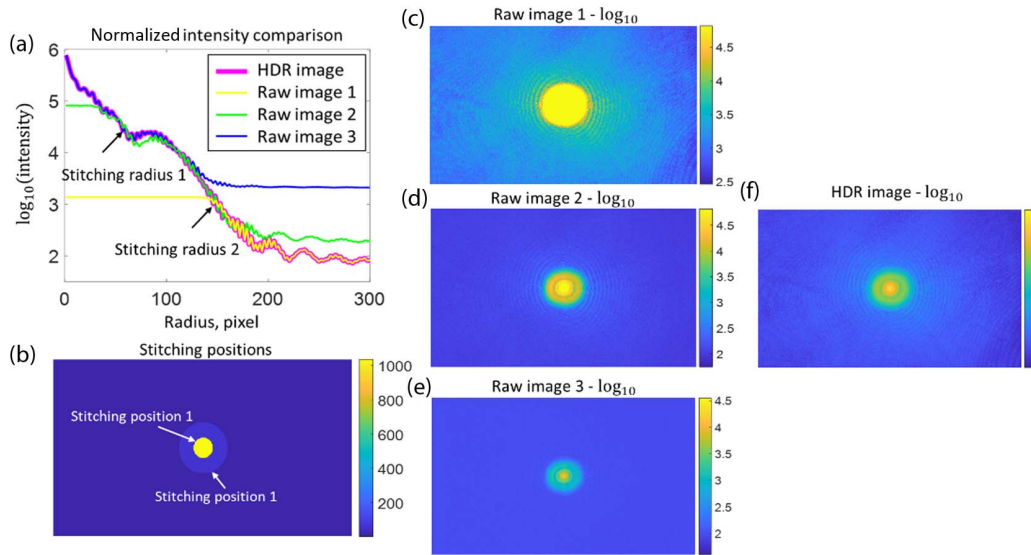 (a)
Normalized intensity comparison
HDR image
Raw image 1
Raw image 2
Raw image 3
Stitching radius 1
Stitching radius 2
log₁₀(intensity)
6
5
4
3
2
0
100
200
300
Radius, pixel
(b)
Stitching positions
Stitching position 1
Stitching position 1
1000
800
600
400
200
(c)
Raw image 1 - log₁₀
4.5
4
3.5
3
2.5
(d)
Raw image 2 - log₁₀
4.5
4
3.5
3
2.5
2
(e)
Raw image 3 - log₁₀
4.5
4
3.5
3
2.5
2
(f)
HDR image - log₁₀